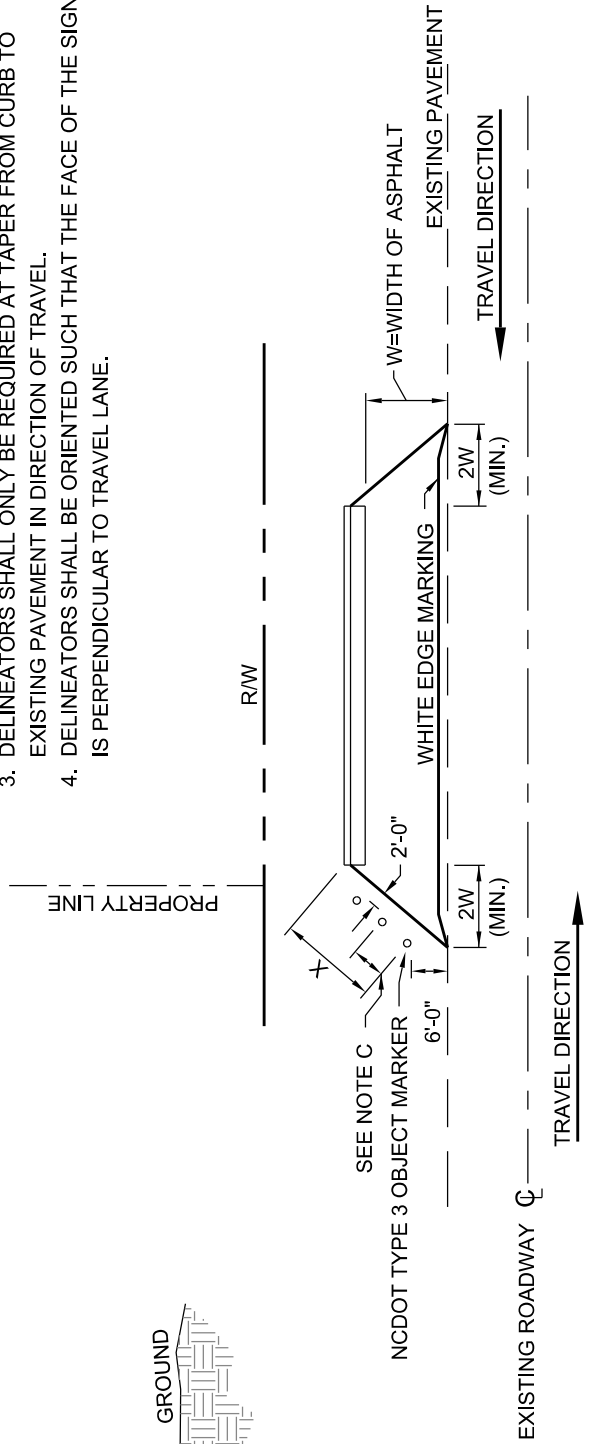 3. DELINEATORS SHALL ONLY BE REQUIRED AT TAPER FROM CURB TO
EXISTING PAVEMENT IN DIRECTION OF TRAVEL.
4. DELINEATORS SHALL BE ORIENTED SUCH THAT THE FACE OF THE SIGN
IS PERPENDICULAR TO TRAVEL LANE.
GROUND
PROPERTY LINE
R/W
X
2'-0"
SEE NOTE C
NCDOT TYPE 3 OBJECT MARKER
6'-0"
2W
(MIN.)
WHITE EDGE MARKING
2W
(MIN.)
W=WIDTH OF ASPHALT
EXISTING PAVEMENT
TRAVEL DIRECTION
TRAVEL DIRECTION
EXISTING ROADWAY ℄